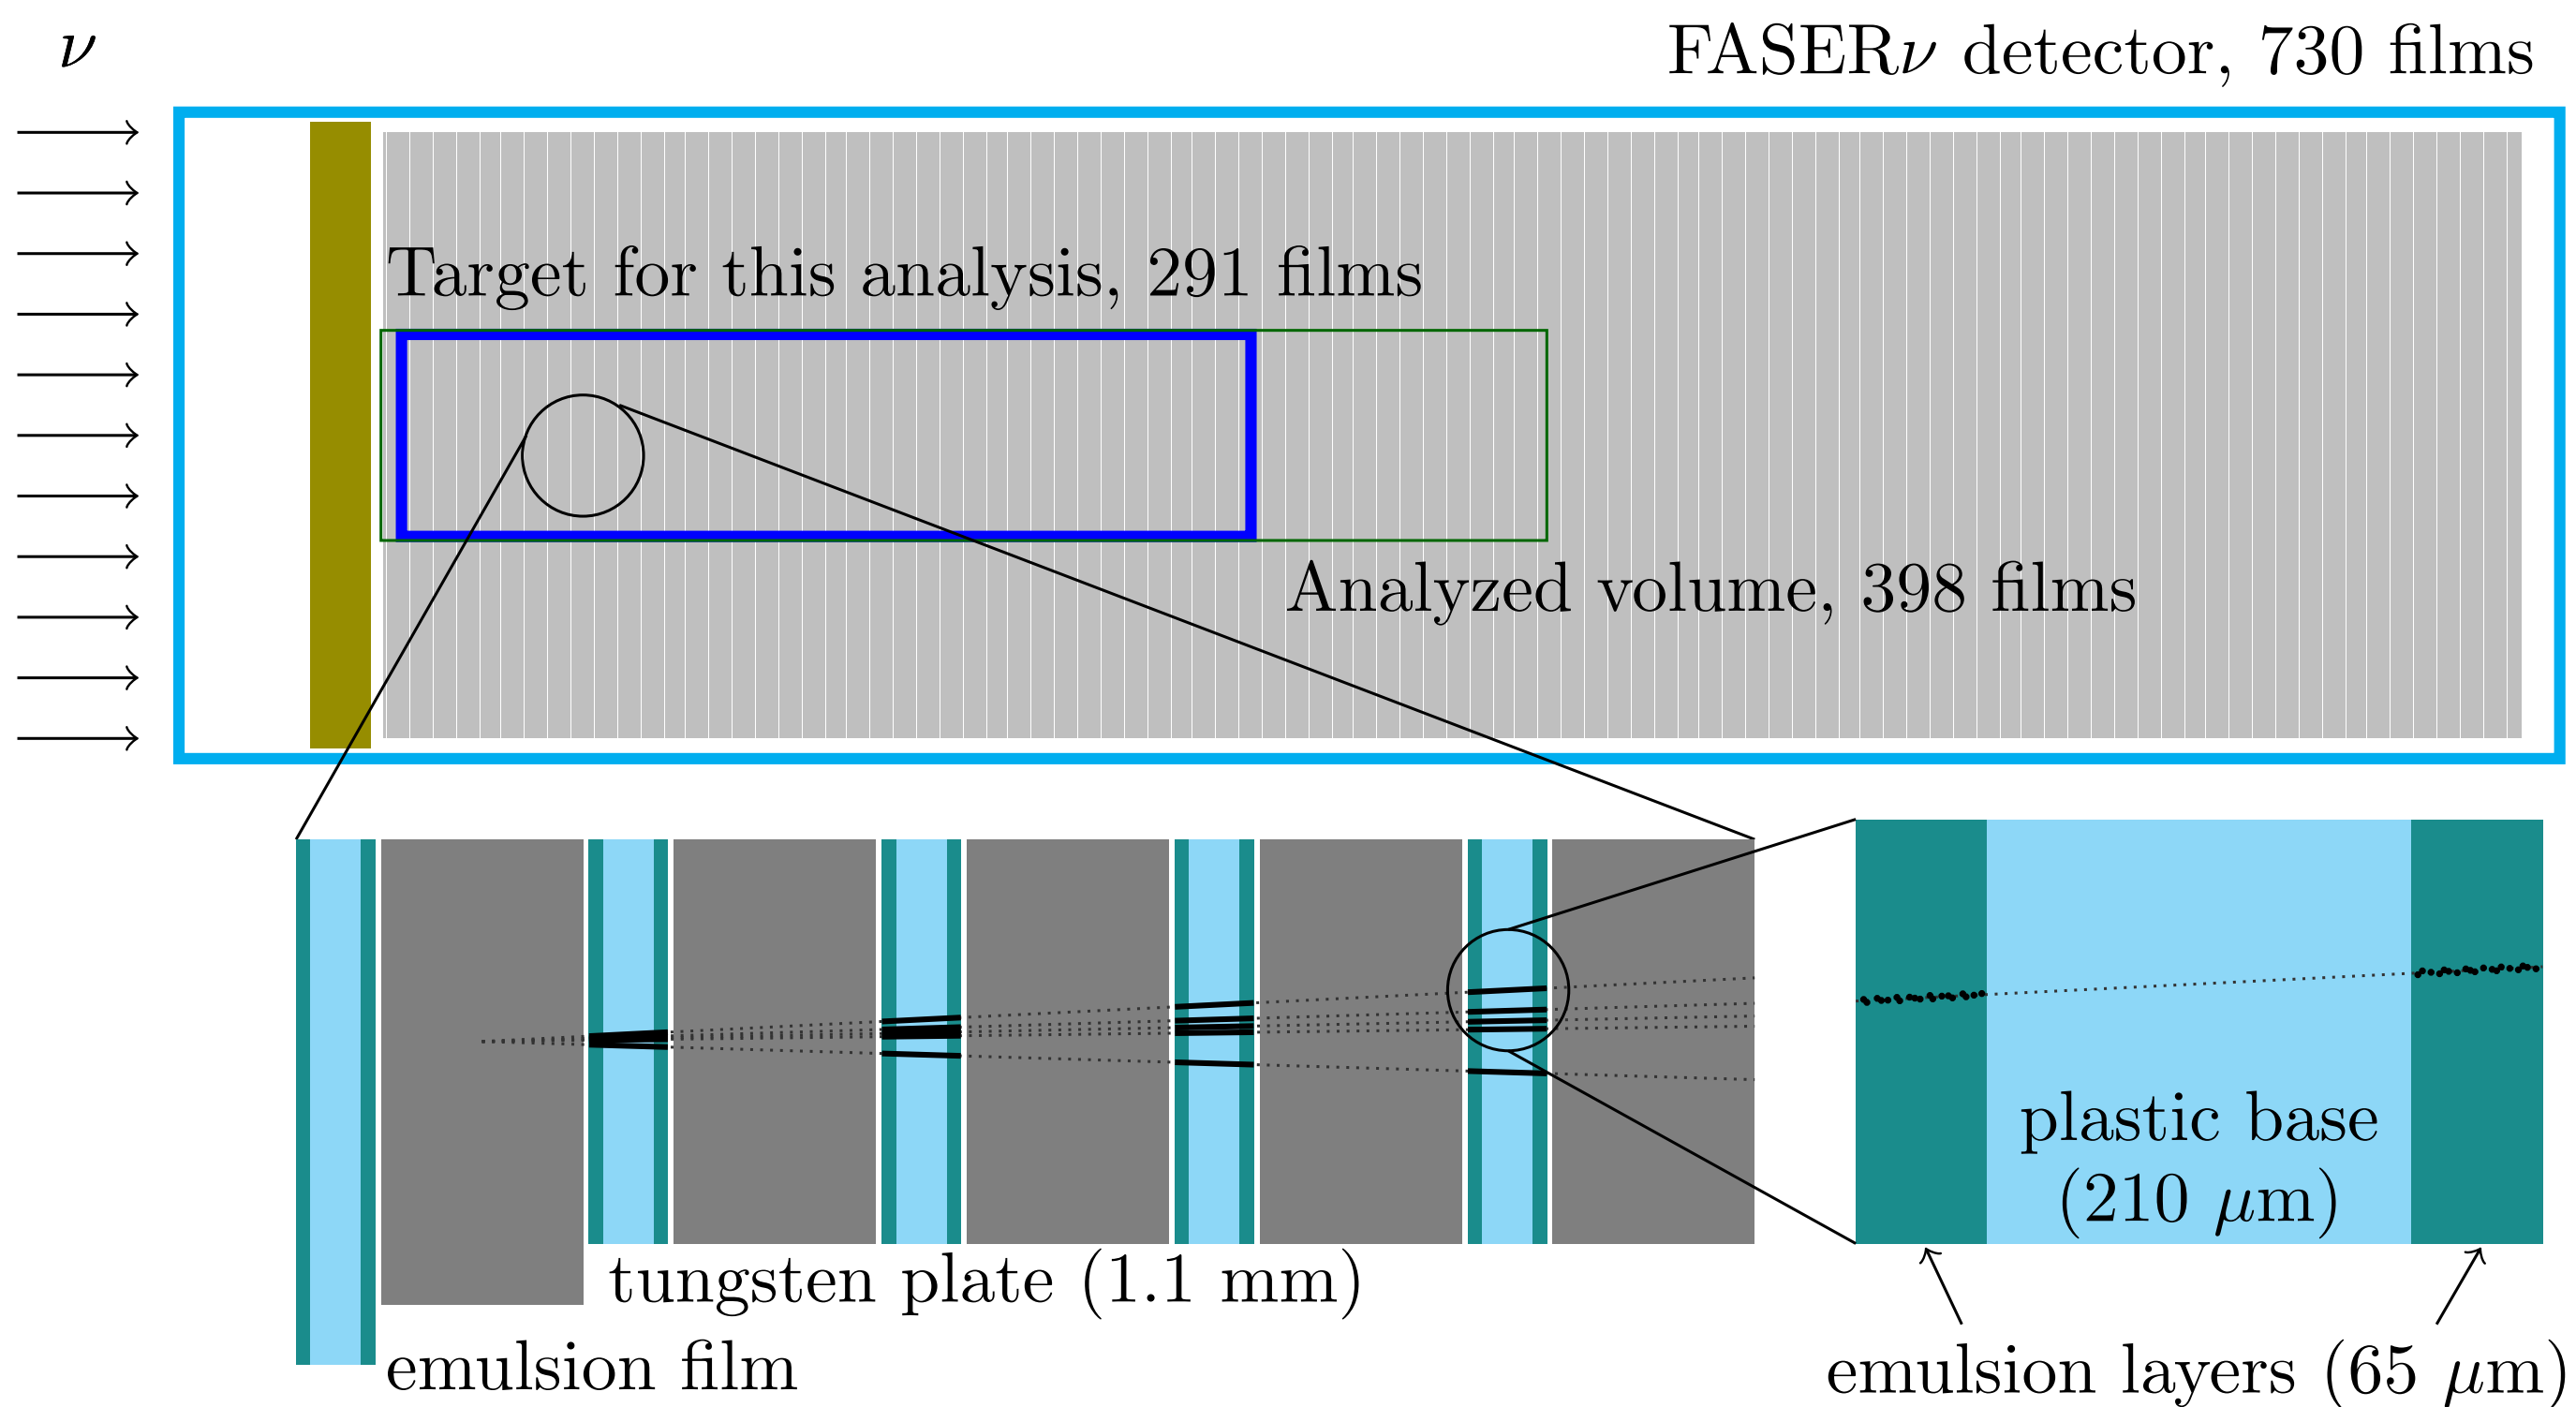 ν
FASERν detector, 730 films
Target for this analysis, 291 films
Analyzed volume, 398 films
plastic base
(210 μm)
tungsten plate (1.1 mm)
emulsion film
emulsion layers (65 μm)